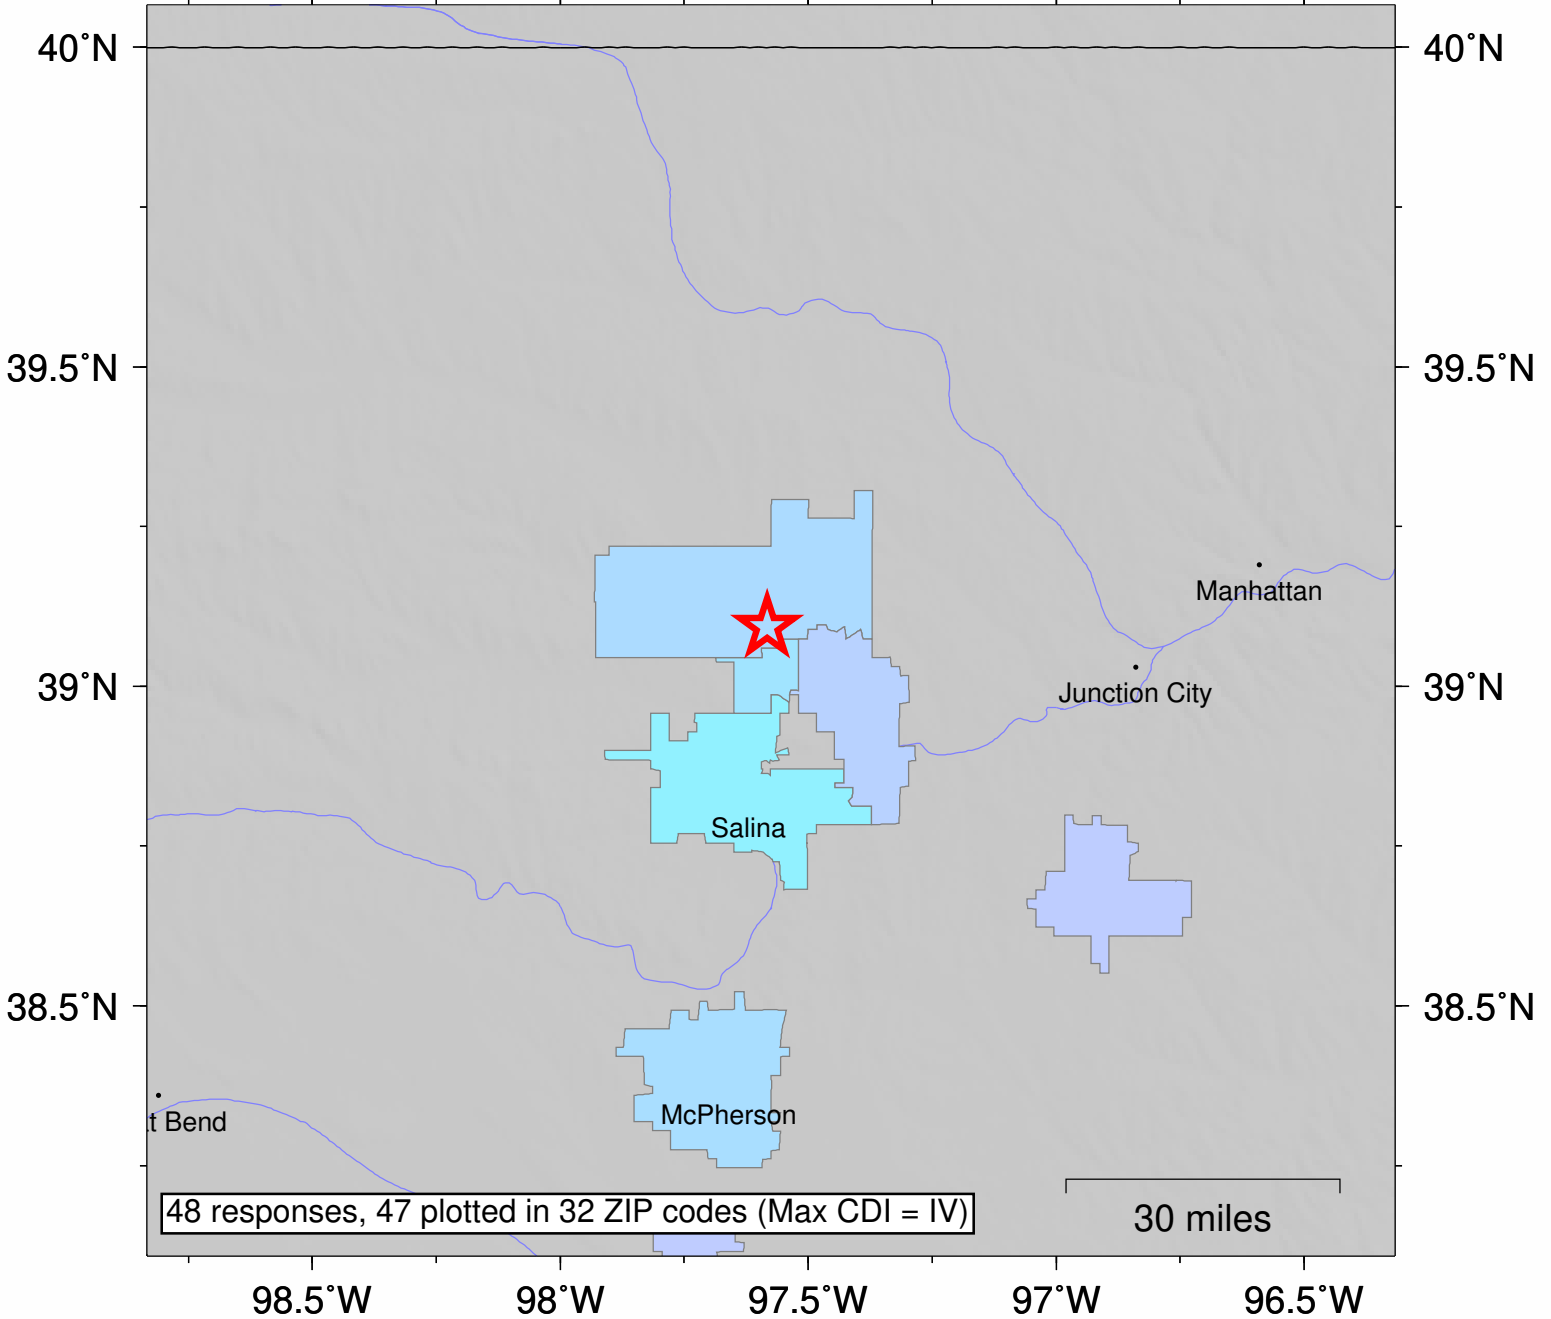 40°N
40°N
39.5°N
39.5°N
Manhattan
39°N
Junction City
39°N
Salina
38.5°N
38.5°N
McPherson
t Bend
48 responses, 47 plotted in 32 ZIP codes (Max CDI = IV)
30 miles
98.5°W
98°W
97.5°W
97°W
96.5°W